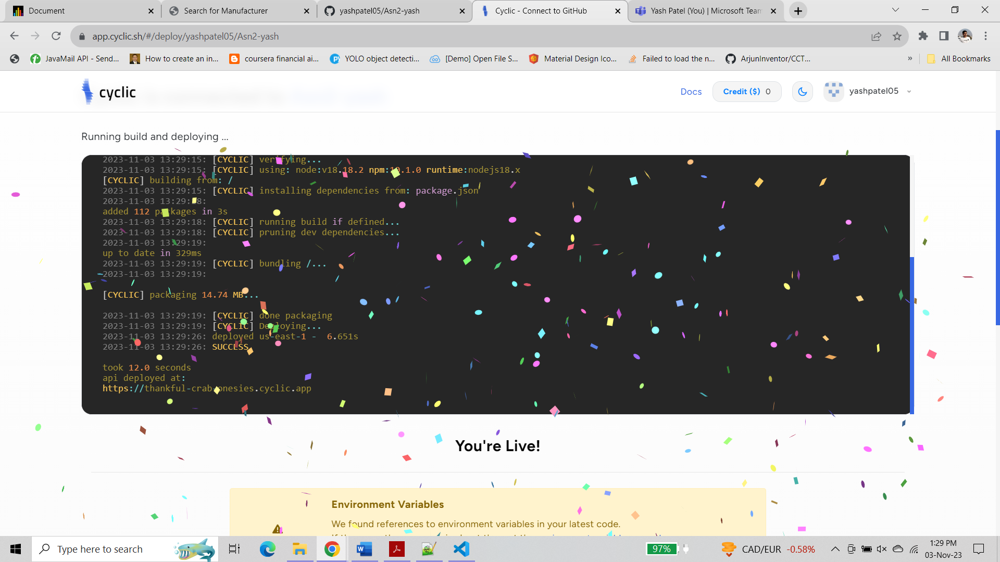 Document
Search for Manufacturer
yashpatel05/Asn2-yash
Cyclic - Connect to GitHub
Yash Patel (You) | Microsoft Team
app.cyclic.sh/#/deploy/yashpatel05/Asn2-yash
JavaMail API - Send...
How to create an in...
coursera financial ai...
YOLO object detecti...
[Demo] Open File S...
Material Design Ico...
Failed to load the n...
ArjunInventor/CCT...
»
All Bookmarks
cyclic
Docs
Credit ($) 0
yashpatel05
Running build and deploying ...
2023-11-03 13:29:15: [CYCLIC] verifying...
2023-11-03 13:29:15: [CYCLIC] using: node:v18.18.2 npm:10.1.0 runtime:nodejs18.x
[CYCLIC] building from: /
2023-11-03 13:29:15: [CYCLIC] installing dependencies from: package.json
2023-11-03 13:29:18:
added 112 packages in 3s
2023-11-03 13:29:18: [CYCLIC] running build if defined...
2023-11-03 13:29:18: [CYCLIC] pruning dev dependencies...
2023-11-03 13:29:19:
up to date in 329ms
2023-11-03 13:29:19: [CYCLIC] bundling /...
2023-11-03 13:29:19:
[CYCLIC] packaging 14.74 MB...
2023-11-03 13:29:19: [CYCLIC] done packaging
2023-11-03 13:29:19: [CYCLIC] Deploying...
2023-11-03 13:29:26: deployed us-east-1 - 6.651s
2023-11-03 13:29:26: SUCCESS
took 12.0 seconds
api deployed at:
https://thankful-crab-onesies.cyclic.app
You're Live!
Environment Variables
We found references to environment variables in your latest code.
Type here to search
97%
CAD/EUR -0.58%
1:29 PM
03-Nov-23